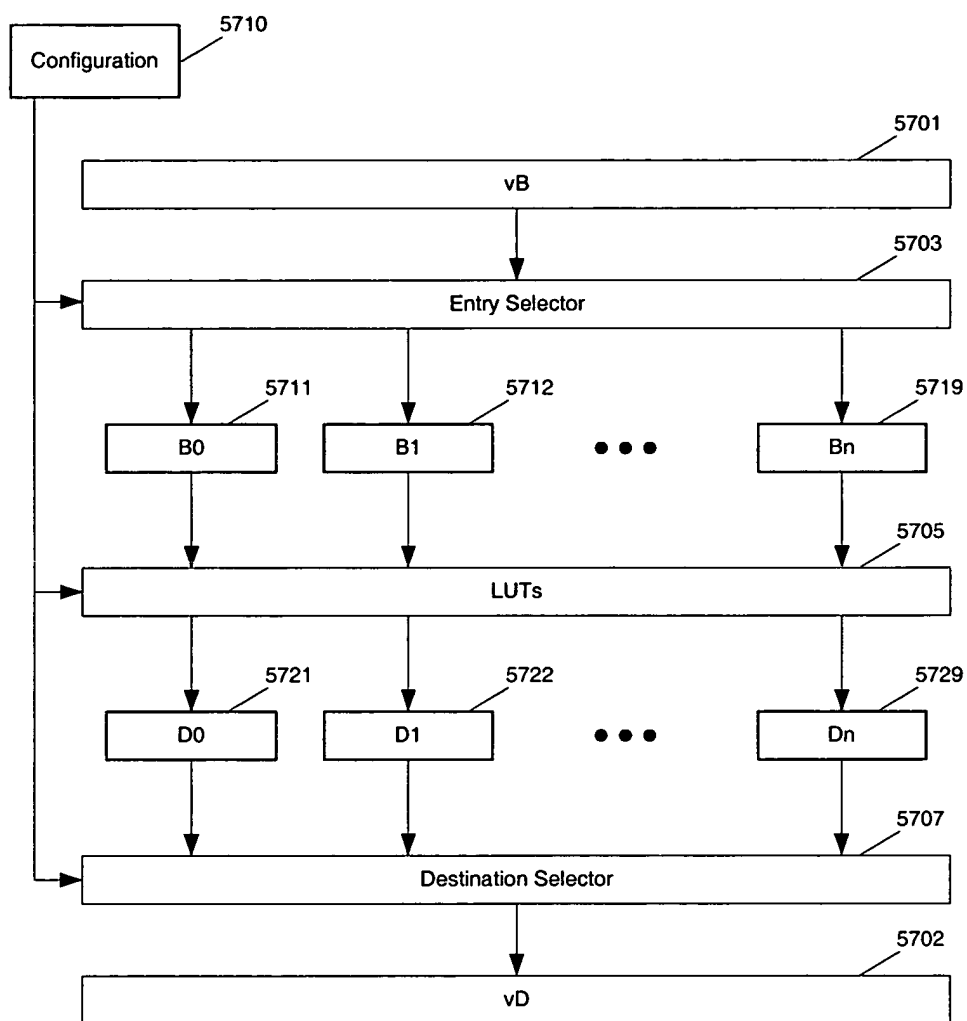 5710
Configuration
5701
vB
5703
Entry Selector
5711 5712 5719
B0 B1 Bn
5705
LUTs
5721 5722 5729
D0 D1 Dn
5707
Destination Selector
5702
vD